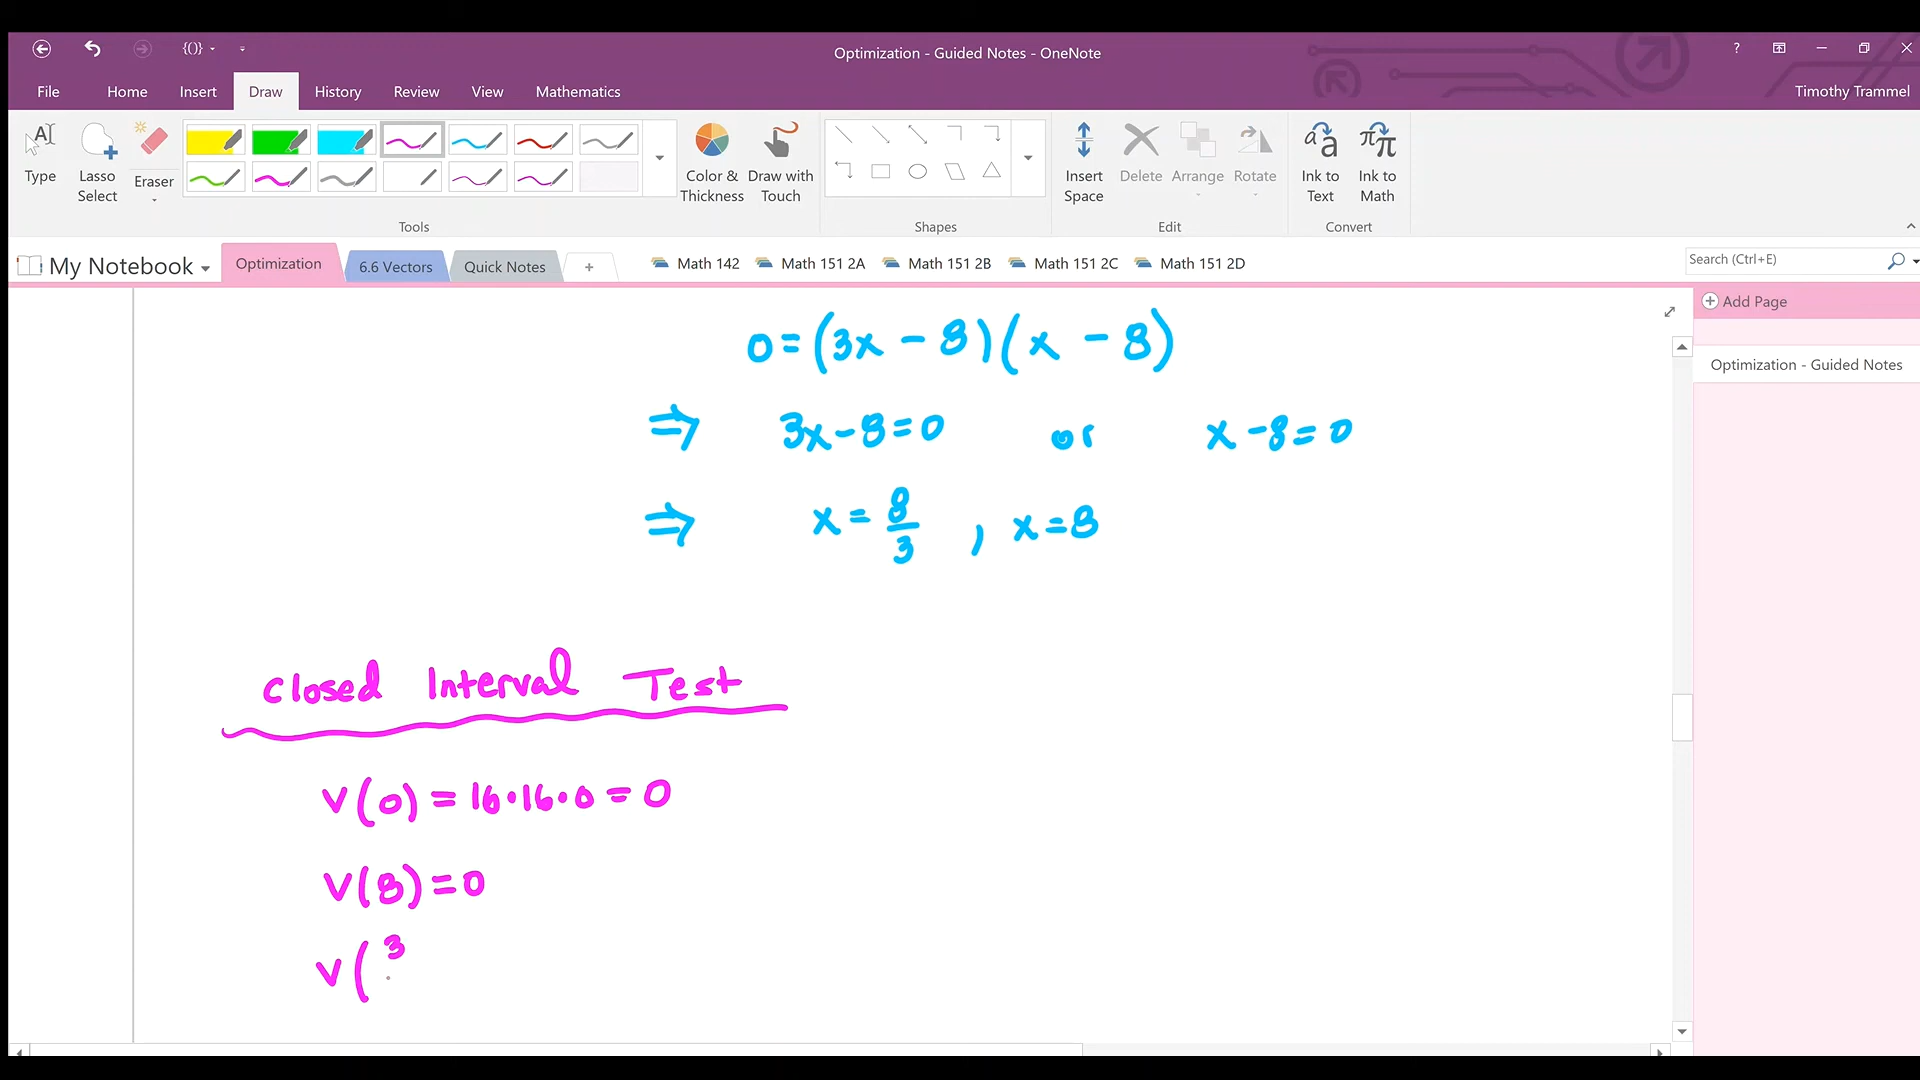 {()}
Optimization - Guided Notes - OneNote
?
File Home Insert Draw History Review View Mathematics
Timothy Trammel
Type
Lasso Select
Eraser
Color & Thickness
Draw with Touch
Insert Space
Delete
Arrange
Rotate
Ink to Text
Ink to Math
Tools
Shapes
Edit
Convert
My Notebook
Optimization
6.6 Vectors
Quick Notes
+
Math 142
Math 151 2A
Math 151 2B
Math 151 2C
Math 151 2D
Search (Ctrl+E)
Add Page
Optimization - Guided Notes
0=(3x-8)(x-8)
⇒ 3x-8=0 or x-8=0
⇒ x=8/3, x=8
Closed Interval Test
V(0)=16·16·0=0
V(8)=0
V(3